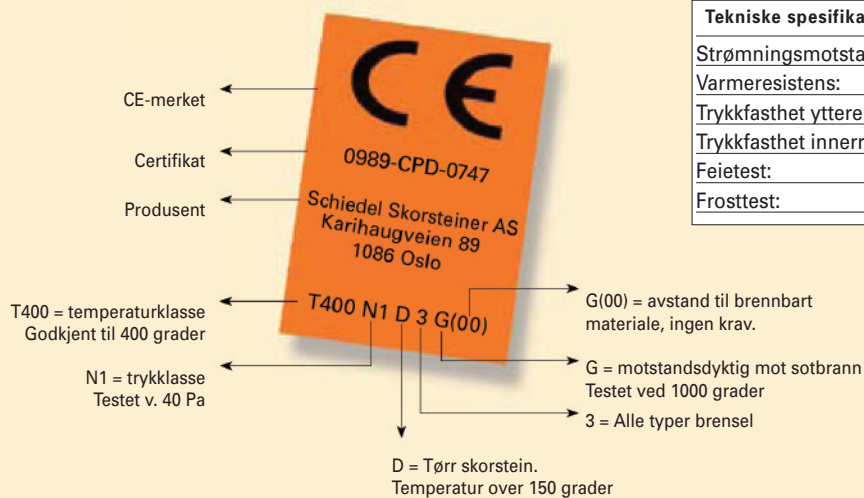 CE
0989-CPD-0747
Schiedel Skorsteiner AS
Karihaugveien 89
1086 Oslo
T400 N1 D 3 G(00)
CE-merket
Certifikat
Produsent
T400 = temperaturklasse
Godkjent til 400 grader
N1 = trykklasse
Testet v. 40 Pa
D = Tørr skorstein.
Temperatur over 150 grader
G(00) = avstand til brennbart
materiale, ingen krav.
G = motstandsdyktig mot sotbrann
Testet ved 1000 grader
3 = Alle typer brensel
Tekniske
Varmeresistens:
Trykkfasthet yttere
Trykkfasthet
Feietest:
Frosttest: